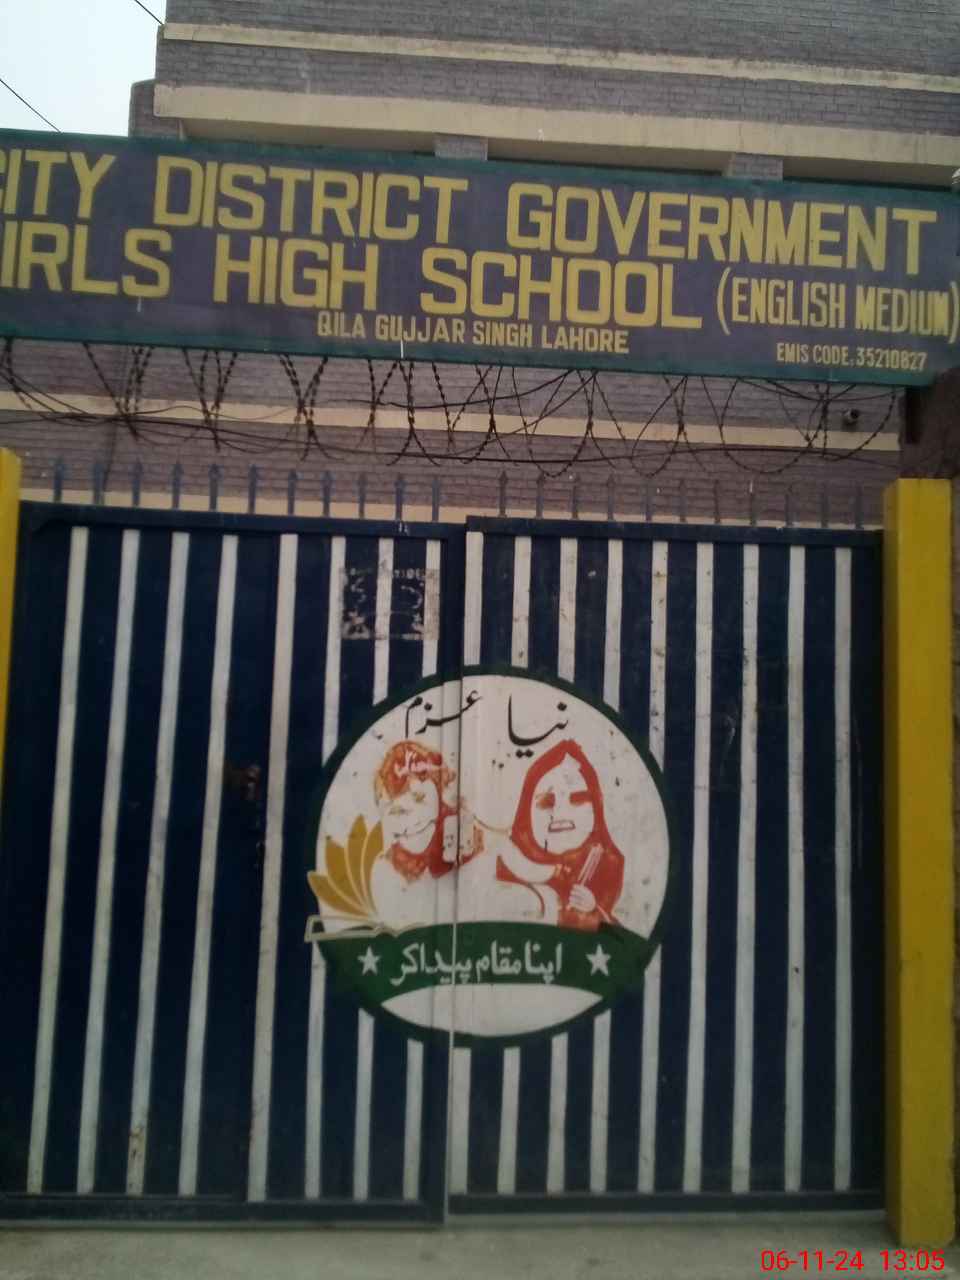 CITY DISTRICT GOVERNMENT
GIRLS HIGH SCHOOL (ENGLISH MEDIUM)
QILA GUJJAR SINGH LAHORE
EMIS CODE: 35210827
نیا عزم
اپنا مقام پیدا کر
06-11-24 13:05